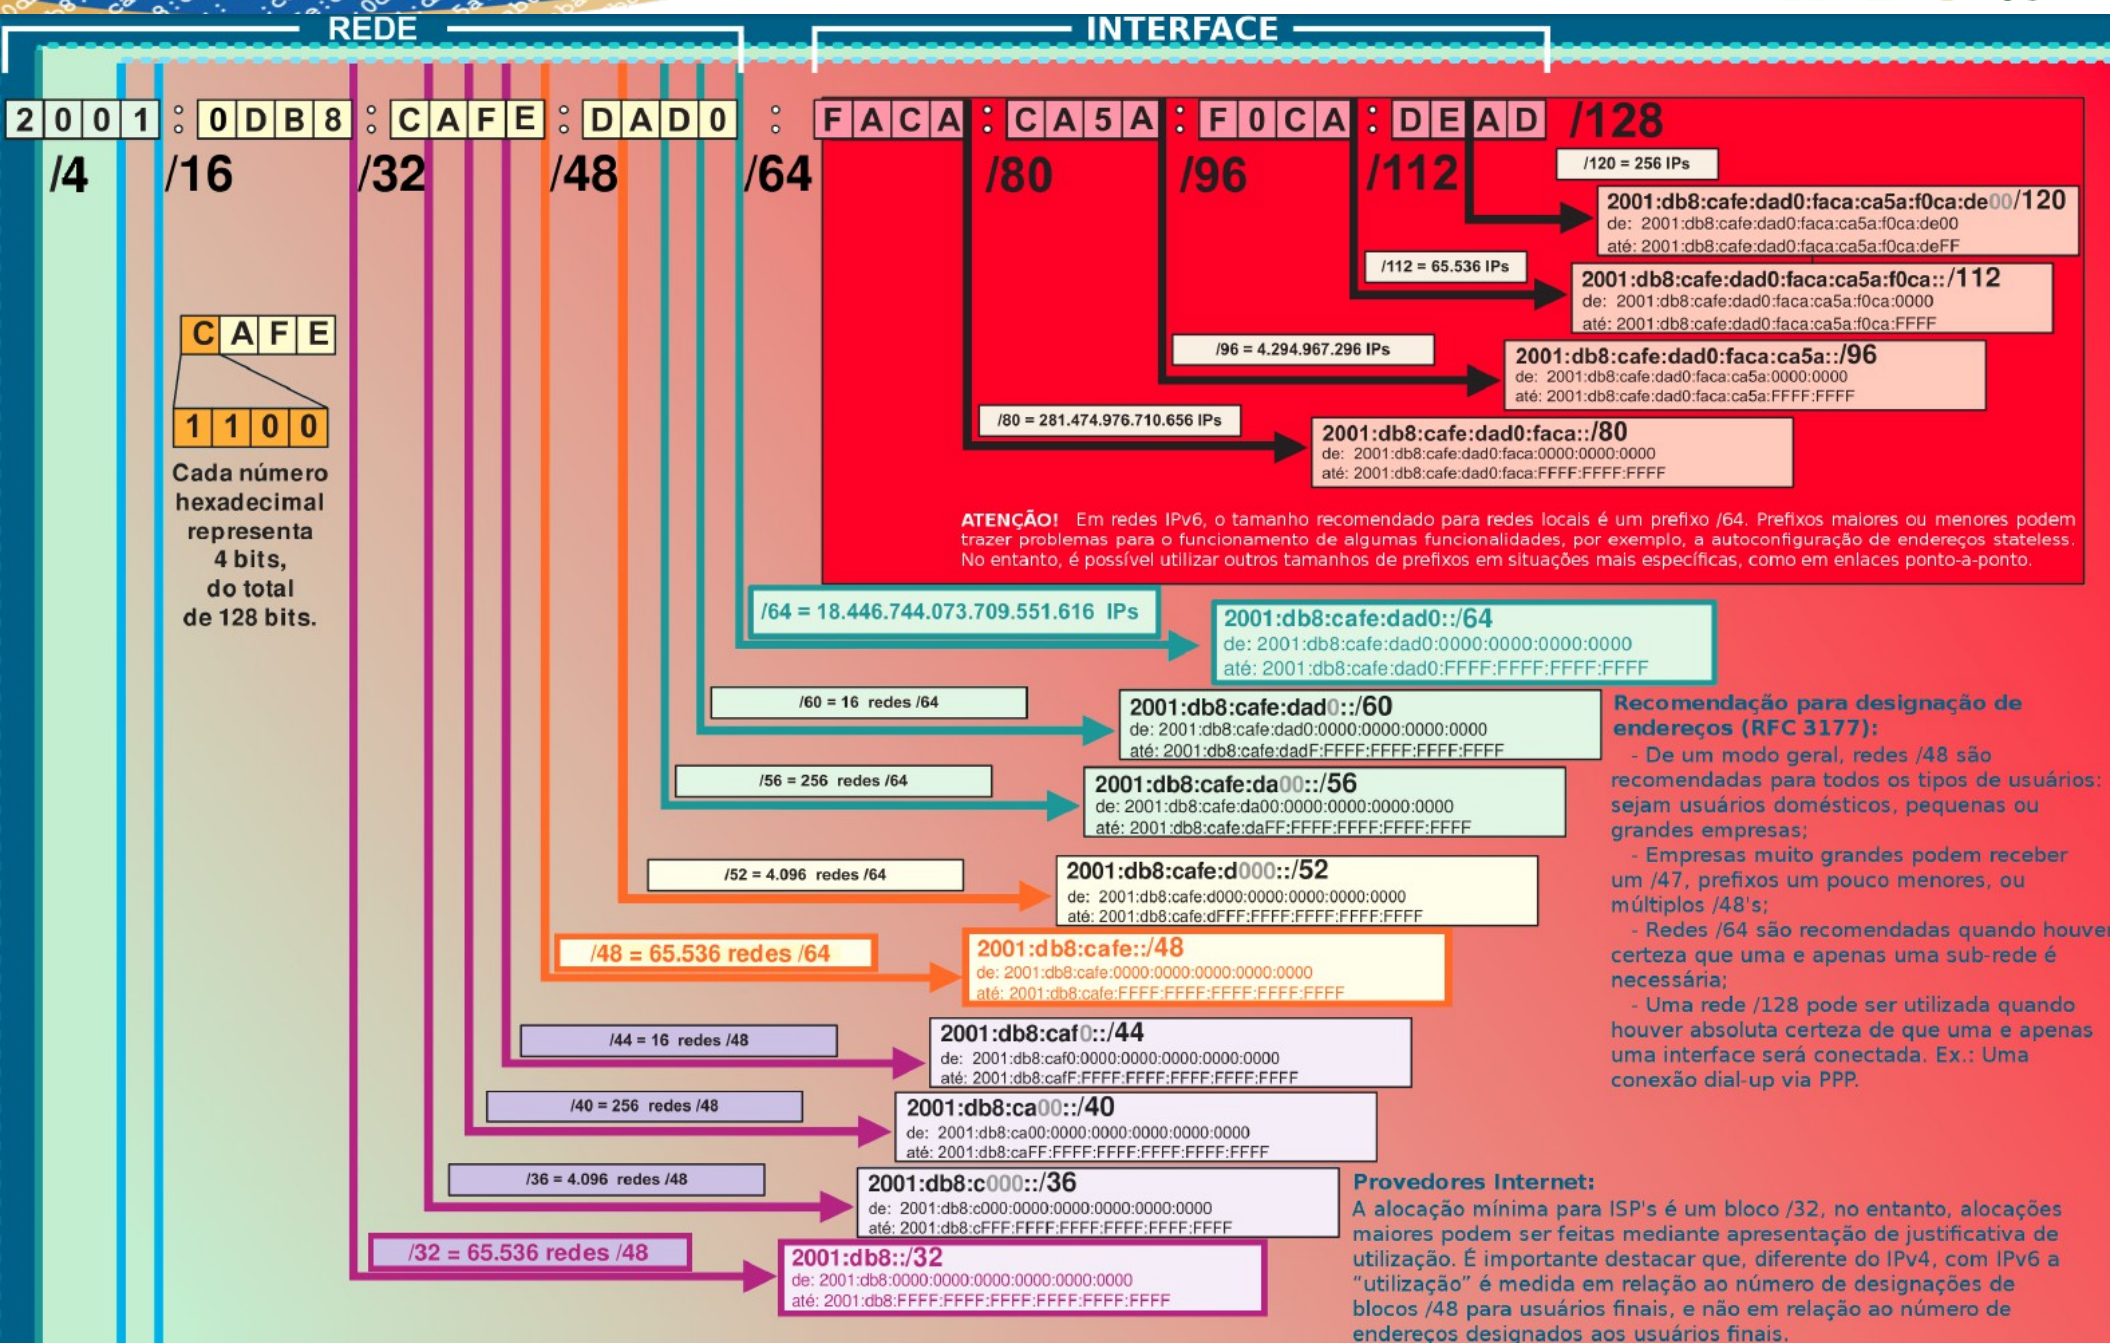 REDE
INTERFACE
2001:0DB8:CAFE:DAD0:FACA:CA5A:F0CA:DEAD /128
/4 /16 /32 /48 /64 /80 /96 /112
/120 = 256 IPs
2001:db8:cafe:dad0:faca:ca5a:f0ca:de00/120
de: 2001:db8:cafe:dad0:faca:ca5a:f0ca:de00
até: 2001:db8:cafe:dad0:faca:ca5a:f0ca:deFF
/112 = 65.536 IPs
2001:db8:cafe:dad0:faca:ca5a:f0ca::/112
de: 2001:db8:cafe:dad0:faca:ca5a:f0ca:0000
até: 2001:db8:cafe:dad0:faca:ca5a:f0ca:FFFF
/96 = 4.294.967.296 IPs
2001:db8:cafe:dad0:faca:ca5a::/96
de: 2001:db8:cafe:dad0:faca:ca5a:0000:0000
até: 2001:db8:cafe:dad0:faca:ca5a:FFFF:FFFF
/80 = 281.474.976.710.656 IPs
2001:db8:cafe:dad0:faca::/80
de: 2001:db8:cafe:dad0:faca:0000:0000:0000
até: 2001:db8:cafe:dad0:faca:FFFF:FFFF:FFFF
CAFE
1100
Cada número
hexadecimal
representa
4 bits,
do total
de 128 bits.
ATENÇÃO! Em redes IPv6, o tamanho recomendado para redes locais é um prefixo /64. Prefixos maiores ou menores podem
trazer problemas para o funcionamento de algumas funcionalidades, por exemplo, a autoconfiguração de endereços stateless.
No entanto, é possível utilizar outros tamanhos de prefixos em situações mais específicas, como em enlaces ponto-a-ponto.
/64 = 18.446.744.073.709.551.616 IPs
2001:db8:cafe:dad0::/64
de: 2001:db8:cafe:dad0:0000:0000:0000:0000
até: 2001:db8:cafe:dad0:FFFF:FFFF:FFFF:FFFF
/60 = 16 redes /64
2001:db8:cafe:dad0::/60
de: 2001:db8:cafe:dad0:0000:0000:0000:0000
até: 2001:db8:cafe:dadF:FFFF:FFFF:FFFF:FFFF
/56 = 256 redes /64
2001:db8:cafe:da00::/56
de: 2001:db8:cafe:da00:0000:0000:0000:0000
até: 2001:db8:cafe:daFF:FFFF:FFFF:FFFF:FFFF
/52 = 4.096 redes /64
2001:db8:cafe:d000::/52
de: 2001:db8:cafe:d000:0000:0000:0000:0000
até: 2001:db8:cafe:dFFF:FFFF:FFFF:FFFF:FFFF
/48 = 65.536 redes /64
2001:db8:cafe::/48
de: 2001:db8:cafe:0000:0000:0000:0000:0000
até: 2001:db8:cafe:FFFF:FFFF:FFFF:FFFF:FFFF
/44 = 16 redes /48
2001:db8:caf0::/44
de: 2001:db8:caf0:0000:0000:0000:0000:0000
até: 2001:db8:cafF:FFFF:FFFF:FFFF:FFFF:FFFF
/40 = 256 redes /48
2001:db8:ca00::/40
de: 2001:db8:ca00:0000:0000:0000:0000:0000
até: 2001:db8:caFF:FFFF:FFFF:FFFF:FFFF:FFFF
/36 = 4.096 redes /48
2001:db8:c000::/36
de: 2001:db8:c000:0000:0000:0000:0000:0000
até: 2001:db8:cFFF:FFFF:FFFF:FFFF:FFFF:FFFF
/32 = 65.536 redes /48
2001:db8::/32
de: 2001:db8:0000:0000:0000:0000:0000:0000
até: 2001:db8:FFFF:FFFF:FFFF:FFFF:FFFF:FFFF
Recomendação para designação de
endereços (RFC 3177):
- De um modo geral, redes /48 são
recomendadas para todos os tipos de usuários:
sejam usuários domésticos, pequenas ou
grandes empresas;
- Empresas muito grandes podem receber
um /47, prefixos um pouco menores, ou
múltiplos /48's;
- Redes /64 são recomendadas quando houver
certeza que uma e apenas uma sub-rede é
necessária;
- Uma rede /128 pode ser utilizada quando
houver absoluta certeza de que uma e apenas
uma interface será conectada. Ex.: Uma
conexão dial-up via PPP.
Provedores Internet:
A alocação mínima para ISP's é um bloco /32, no entanto, alocações
maiores podem ser feitas mediante apresentação de justificativa de
utilização. É importante destacar que, diferente do IPv4, com IPv6 a
“utilização” é medida em relação ao número de designações de
blocos /48 para usuários finais, e não em relação ao número de
endereços designados aos usuários finais.